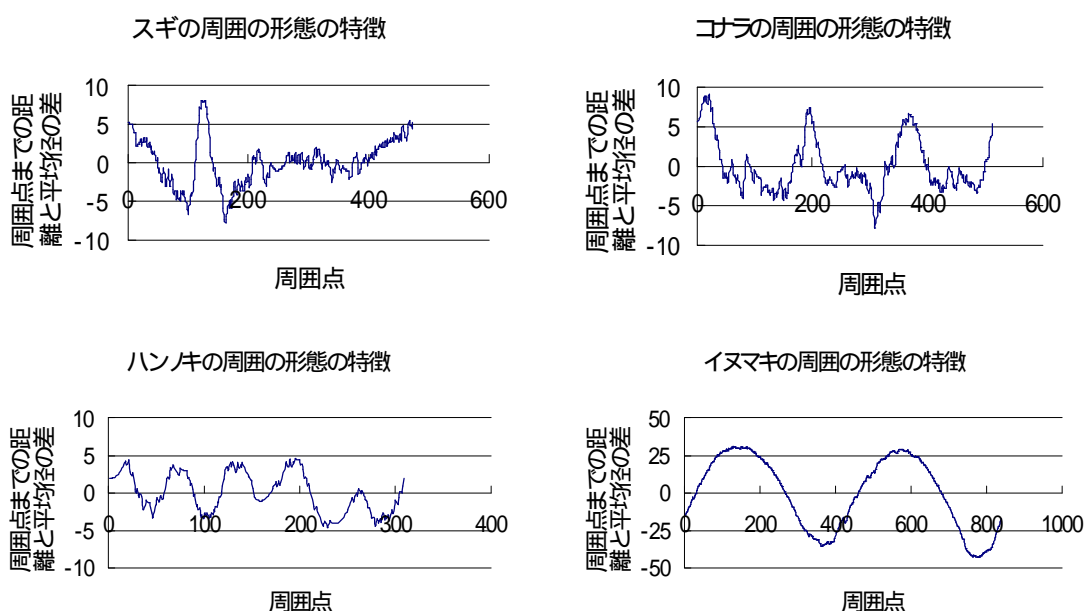 スギの周囲の形態の特徴
周囲点までの距
離と平均径の差
10
5
0
-5
-10
0
200
400
600
周囲点
コナラの周囲の形態の特徴
周囲点までの距
離と平均径の差
10
5
0
-5
-10
0
200
400
600
周囲点
ハンノキの周囲の形態の特徴
周囲点までの距
離と平均径の差
10
5
0
-5
-10
0
100
200
300
400
周囲点
イヌマキの周囲の形態の特徴
周囲点までの距
離と平均径の差
50
25
0
-25
-50
0
200
400
600
800
1000
周囲点